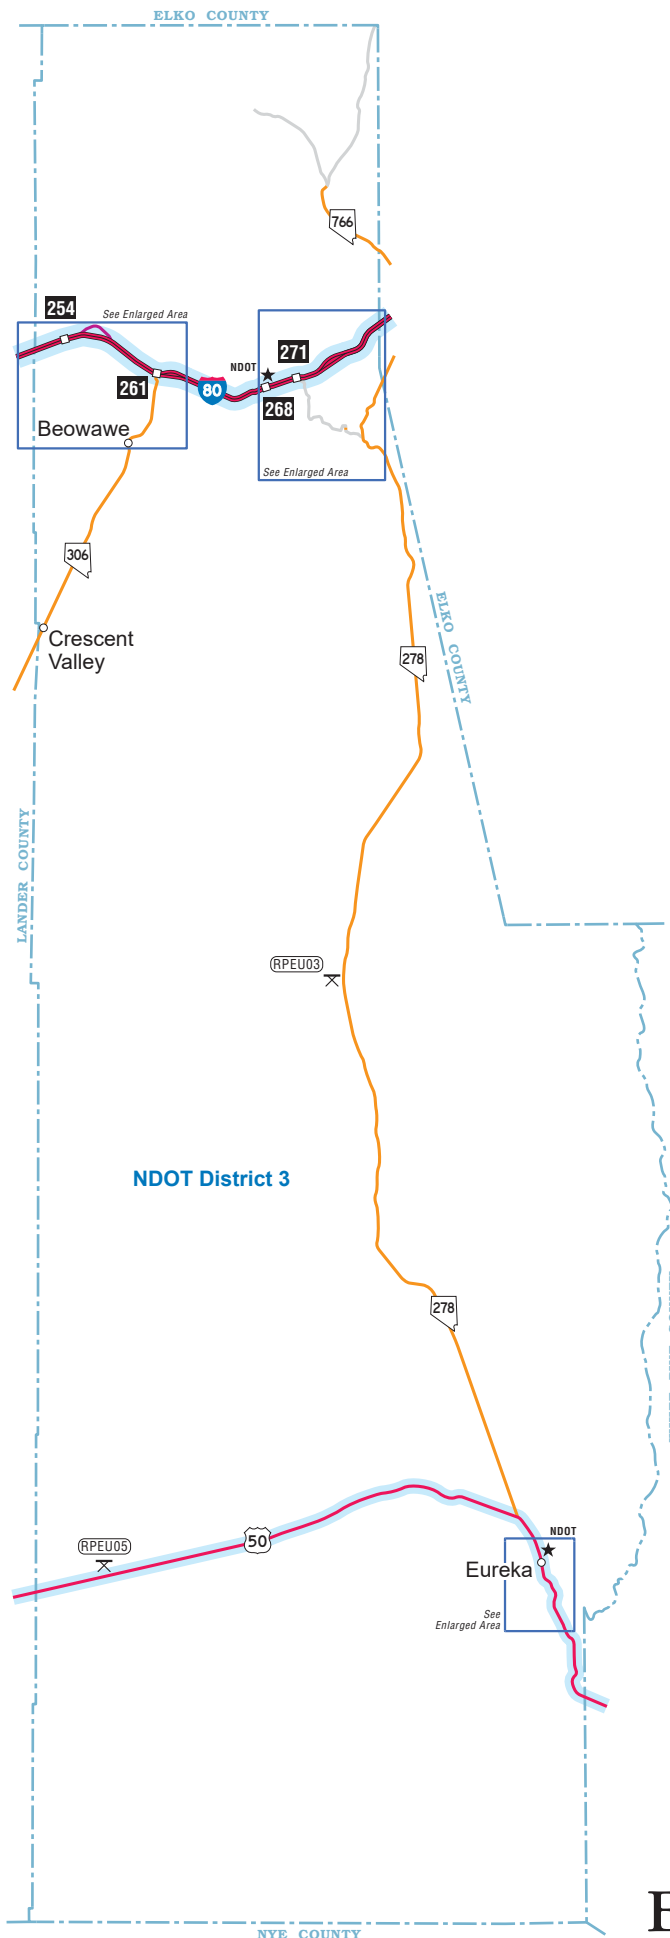 ELKO COUNTY
766
254
See Enlarged Area
NDOT
271
261
80
268
Beowawe
See Enlarged Area
306
ELKO COUNTY
Crescent
Valley
278
LANDER COUNTY
RPEU03
NDOT District 3
278
50
NDOT
RPEU05
Eureka
See
Enlarged Area
E
NYE COUNTY